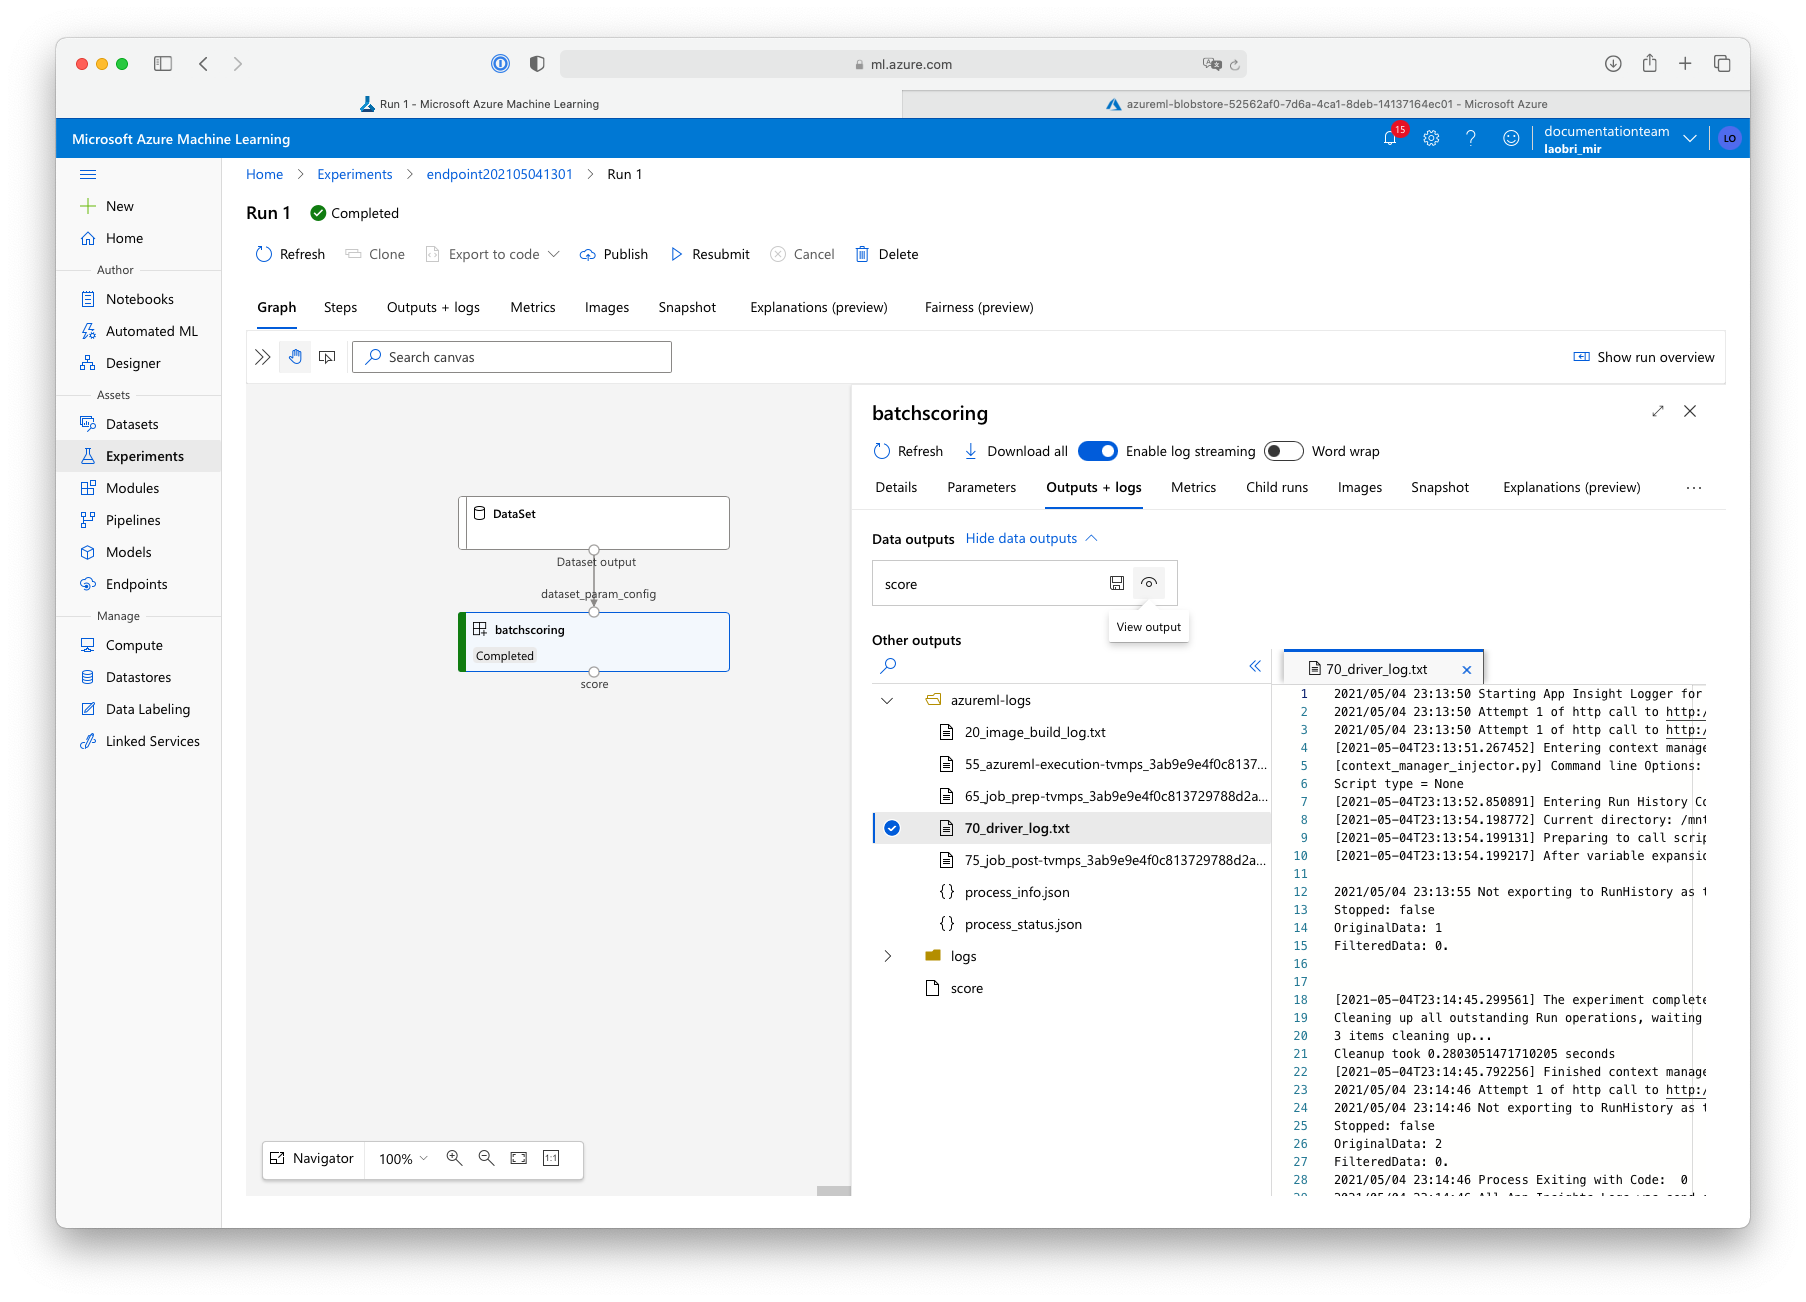 ml.azure.com
Run 1 - Microsoft Azure Machine Learning
azureml-blobstore-52562af0-7d6a-4ca1-8deb-14137164ec01 - Microsoft Azure
Microsoft Azure Machine Learning
15
documentationteam
laobri_mir
LO
New
Home
Author
Notebooks
Automated ML
Designer
Assets
Datasets
Experiments
Modules
Pipelines
Models
Endpoints
Manage
Compute
Datastores
Data Labeling
Linked Services
Home > Experiments > endpoint202105041301 > Run 1
Run 1 Completed
Refresh Clone Export to code Publish Resubmit Cancel Delete
Graph Steps Outputs + logs Metrics Images Snapshot Explanations (preview) Fairness (preview)
Search canvas
Show run overview
DataSet
Dataset output
dataset_param_config
batchscoring
Completed
score
Navigator 100% 1:1
batchscoring
Refresh Download all Enable log streaming Word wrap
Details Parameters Outputs + logs Metrics Child runs Images Snapshot Explanations (preview) ...
Data outputs Hide data outputs
score
View output
Other outputs
azureml-logs
20_image_build_log.txt
55_azureml-execution-tvmps_3ab9e9e4f0c8137...
65_job_prep-tvmps_3ab9e9e4f0c813729788d2a...
70_driver_log.txt
75_job_post-tvmps_3ab9e9e4f0c813729788d2a...
{} process_info.json
{} process_status.json
logs
score
70_driver_log.txt
1 2021/05/04 23:13:50 Starting App Insight Logger for
2 2021/05/04 23:13:50 Attempt 1 of http call to http:/
3 2021/05/04 23:13:50 Attempt 1 of http call to http:/
4 [2021-05-04T23:13:51.267452] Entering context manage
5 [context_manager_injector.py] Command line Options:
6 Script type = None
7 [2021-05-04T23:13:52.850891] Entering Run History Co
8 [2021-05-04T23:13:54.198772] Current directory: /mnt
9 [2021-05-04T23:13:54.199131] Preparing to call scrip
10 [2021-05-04T23:13:54.199217] After variable expansio
11
12 2021/05/04 23:13:55 Not exporting to RunHistory as t
13 Stopped: false
14 OriginalData: 1
15 FilteredData: 0.
16
17
18 [2021-05-04T23:14:45.299561] The experiment complete
19 Cleaning up all outstanding Run operations, waiting
20 3 items cleaning up...
21 Cleanup took 0.2803051471710205 seconds
22 [2021-05-04T23:14:45.792256] Finished context manage
23 2021/05/04 23:14:46 Attempt 1 of http call to http:/
24 2021/05/04 23:14:46 Not exporting to RunHistory as t
25 Stopped: false
26 OriginalData: 2
27 FilteredData: 0.
28 2021/05/04 23:14:46 Process Exiting with Code: 0